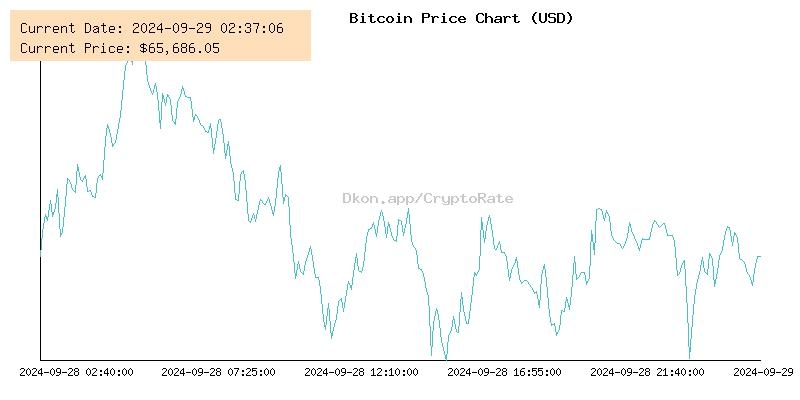 Bitcoin Price Chart (USD)
Current Date: 2024-09-29 02:37:06
Current Price: $65,686.05
Dkon.app/CryptoRate
2024-09-28 02:40:00 2024-09-28 07:25:00 2024-09-28 12:10:00 2024-09-28 16:55:00 2024-09-28 21:40:00 2024-09-29